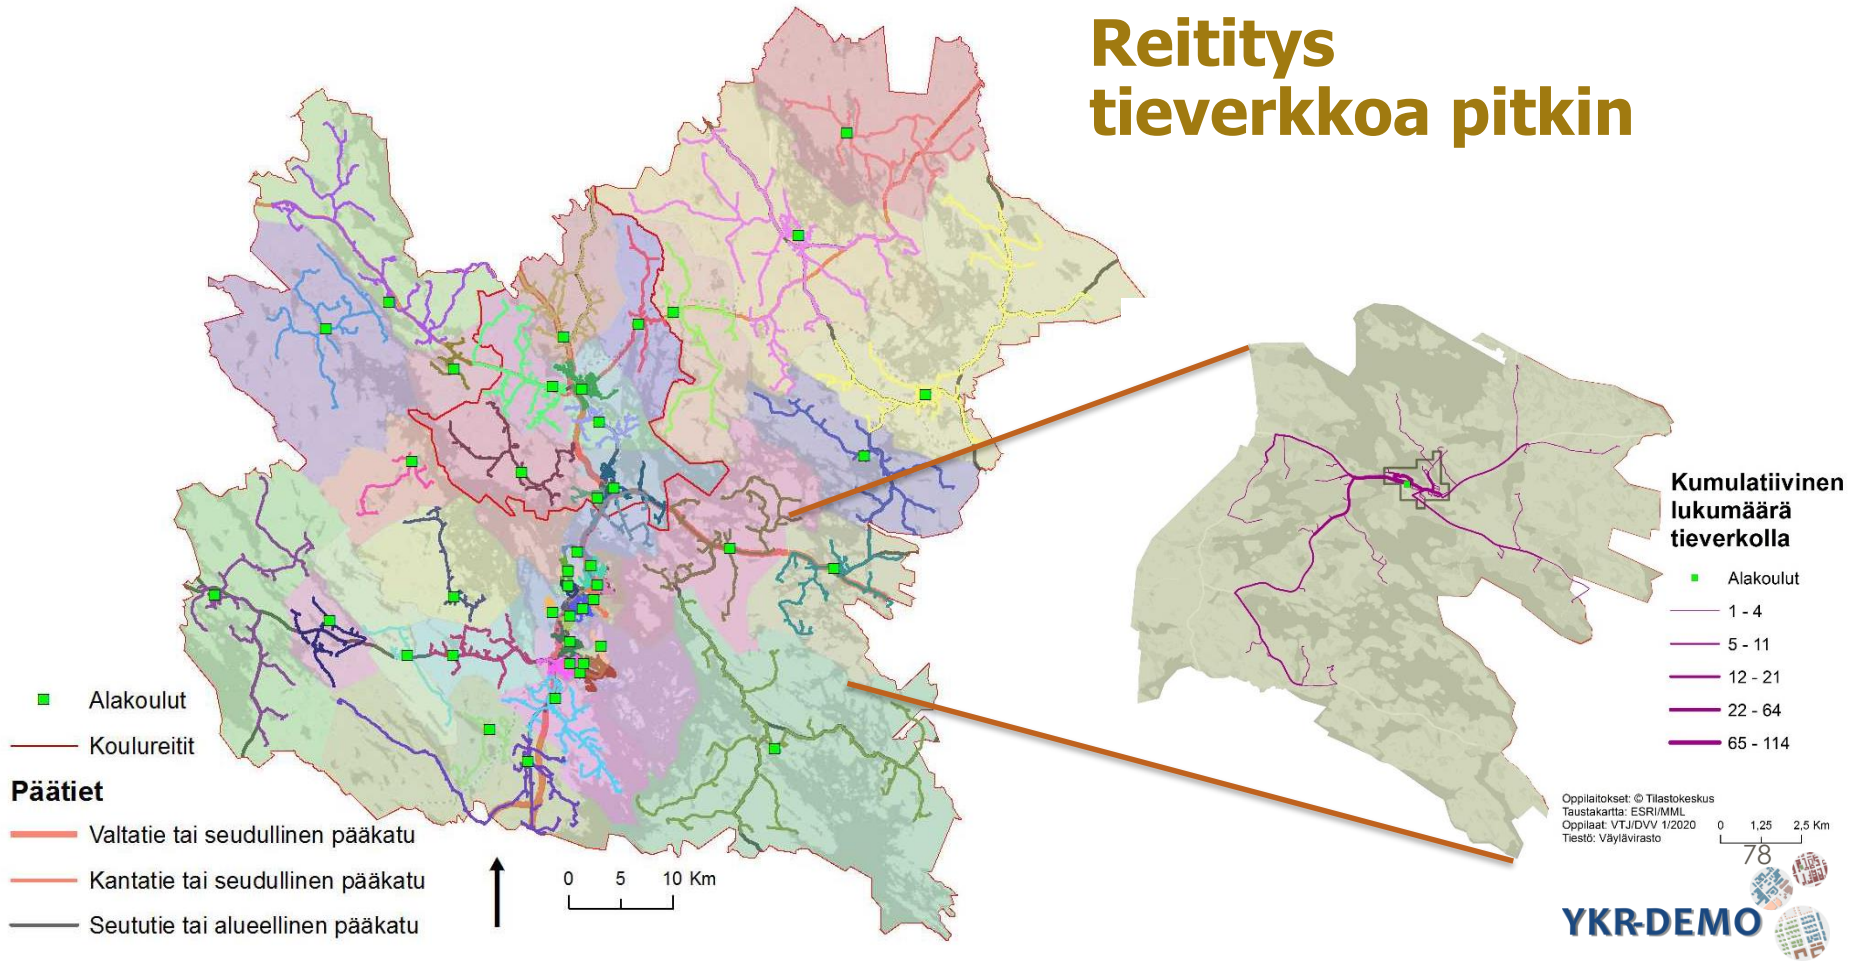 Reititys
tieverkkoa pitkin
Alakoulut
Koulureitit
Päätiet
Valtatie tai seudullinen pääkatu
Kantatie tai seudullinen pääkatu
Seututie tai alueellinen pääkatu
0 5 10 Km
Kumulatiivinen
lukumäärä
tieverkolla
Alakoulut
1 - 4
5 - 11
12 - 21
22 - 64
65 - 114
Oppilaitokset: © Tilastokeskus
Taustakartta: ESRI/MML
Oppilaat: VTJ/DVV 1/2020
Tiestö: Väylävirasto
0 1,25 2,5 Km
78
YKR-DEMO